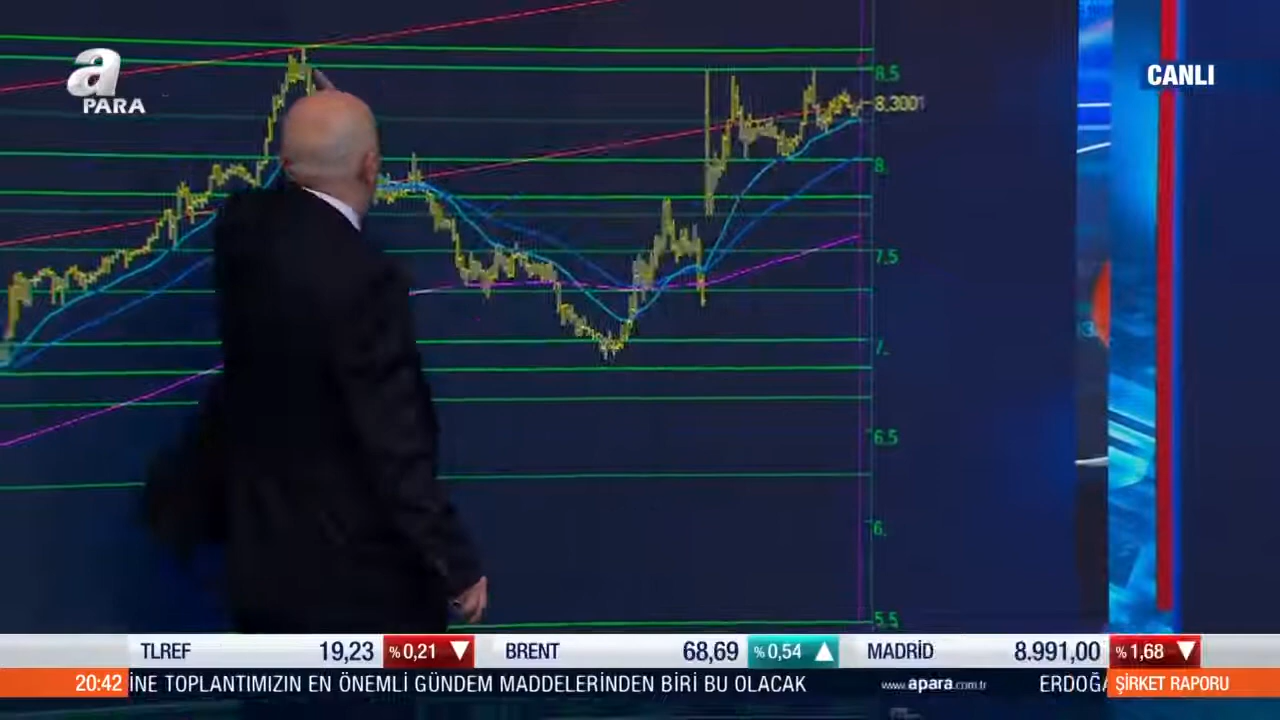 a
PARA
CANLI
8.5
8.3001
8.
7.5
7.
6.5
6.
5.5
TLREF 19,23 %0,21 BRENT 68,69 %0,54 MADRİD 8.991,00 %1,68
20:42 İNE TOPLANTIMIZIN EN ÖNEMLİ GÜNDEM MADDELERİNDEN BİRİ BU OLACAK www.apara.com.tr ERDOĞA ŞİRKET RAPORU